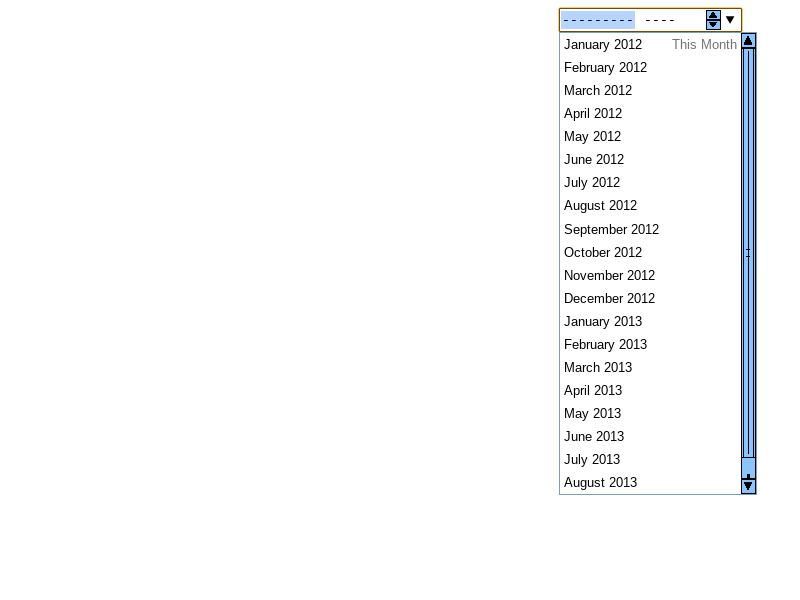 --------- ----
January 2012 This Month
February 2012
March 2012
April 2012
May 2012
June 2012
July 2012
August 2012
September 2012
October 2012
November 2012
December 2012
January 2013
February 2013
March 2013
April 2013
May 2013
June 2013
July 2013
August 2013